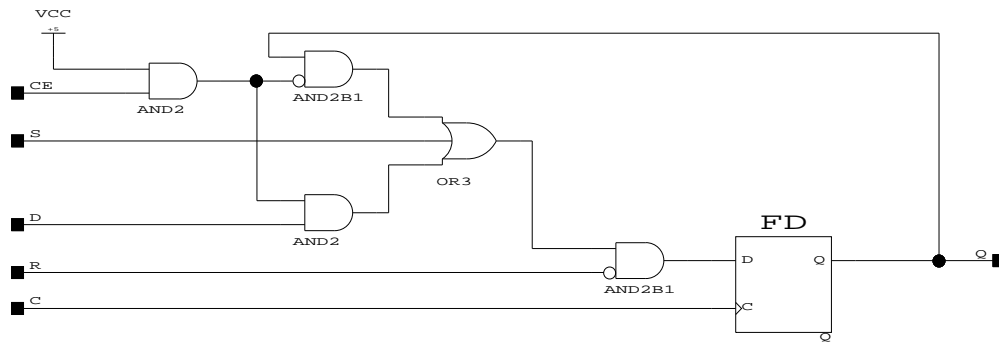 VCC
+5
CE
AND2
AND2B1
S
OR3
D
AND2
FD
R
D
Q
Q
AND2B1
C
C
Q